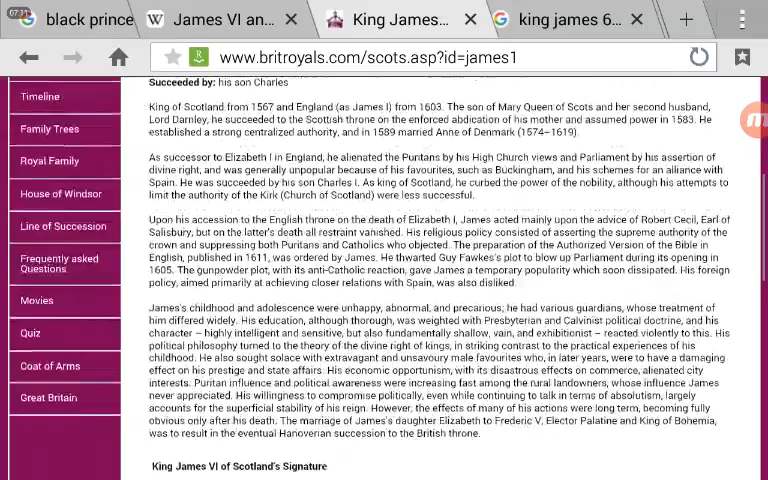 07:11
black prince
James VI an...
King James...
king james 6...
www.britroyals.com/scots.asp?id=james1
Timeline
Family Trees
Royal Family
House of Windsor
Line of Succession
Frequently asked
Questions
Movies
Quiz
Coat of Arms
Great Britain
Succeeded by: his son Charles
King of Scotland from 1567 and England (as James I) from 1603. The son of Mary Queen of Scots and her second husband,
Lord Darnley, he succeeded to the Scottish throne on the enforced abdication of his mother and assumed power in 1583. He
established a strong centralized authority, and in 1589 married Anne of Denmark (1574–1619).
As successor to Elizabeth I in England, he alienated the Puritans by his High Church views and Parliament by his assertion of
divine right, and was generally unpopular because of his favourites, such as Buckingham, and his schemes for an alliance with
Spain. He was succeeded by his son Charles I. As king of Scotland, he curbed the power of the nobility, although his attempts to
limit the authority of the Kirk (Church of Scotland) were less successful.
Upon his accession to the English throne on the death of Elizabeth I, James acted mainly upon the advice of Robert Cecil, Earl of
Salisbury, but on the latter's death all restraint vanished. His religious policy consisted of asserting the supreme authority of the
crown and suppressing both Puritans and Catholics who objected. The preparation of the Authorized Version of the Bible in
English, published in 1611, was ordered by James. He thwarted Guy Fawkes's plot to blow up Parliament during its opening in
1605. The gunpowder plot, with its anti-Catholic reaction, gave James a temporary popularity which soon dissipated. His foreign
policy, aimed primarily at achieving closer relations with Spain, was also disliked.
James's childhood and adolescence were unhappy, abnormal, and precarious; he had various guardians, whose treatment of
him differed widely. His education, although thorough, was weighted with Presbyterian and Calvinist political doctrine, and his
character – highly intelligent and sensitive, but also fundamentally shallow, vain, and exhibitionist – reacted violently to this. His
political philosophy turned to the theory of the divine right of kings, in striking contrast to the practical experiences of his
childhood. He also sought solace with extravagant and unsavoury male favourites who, in later years, were to have a damaging
effect on his prestige and state affairs. His economic opportunism, with its disastrous effects on commerce, alienated city
interests. Puritan influence and political awareness were increasing fast among the rural landowners, whose influence James
never appreciated. His willingness to compromise politically, even while continuing to talk in terms of absolutism, largely
accounts for the superficial stability of his reign. However, the effects of many of his actions were long term, becoming fully
obvious only after his death. The marriage of James's daughter Elizabeth to Frederic V, Elector Palatine and King of Bohemia,
was to result in the eventual Hanoverian succession to the British throne.
King James VI of Scotland's Signature